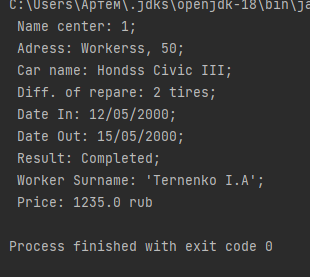 C:\Users\Артем\.jdks\openjdk-18\bin\ja
Name center: 1;
Adress: Workerss, 50;
Car name: Hondss Civic III;
Diff. of repare: 2 tires;
Date In: 12/05/2000;
Date Out: 15/05/2000;
Result: Completed;
Worker Surname: 'Ternenko I.A';
Price: 1235.0 rub
Process finished with exit code 0